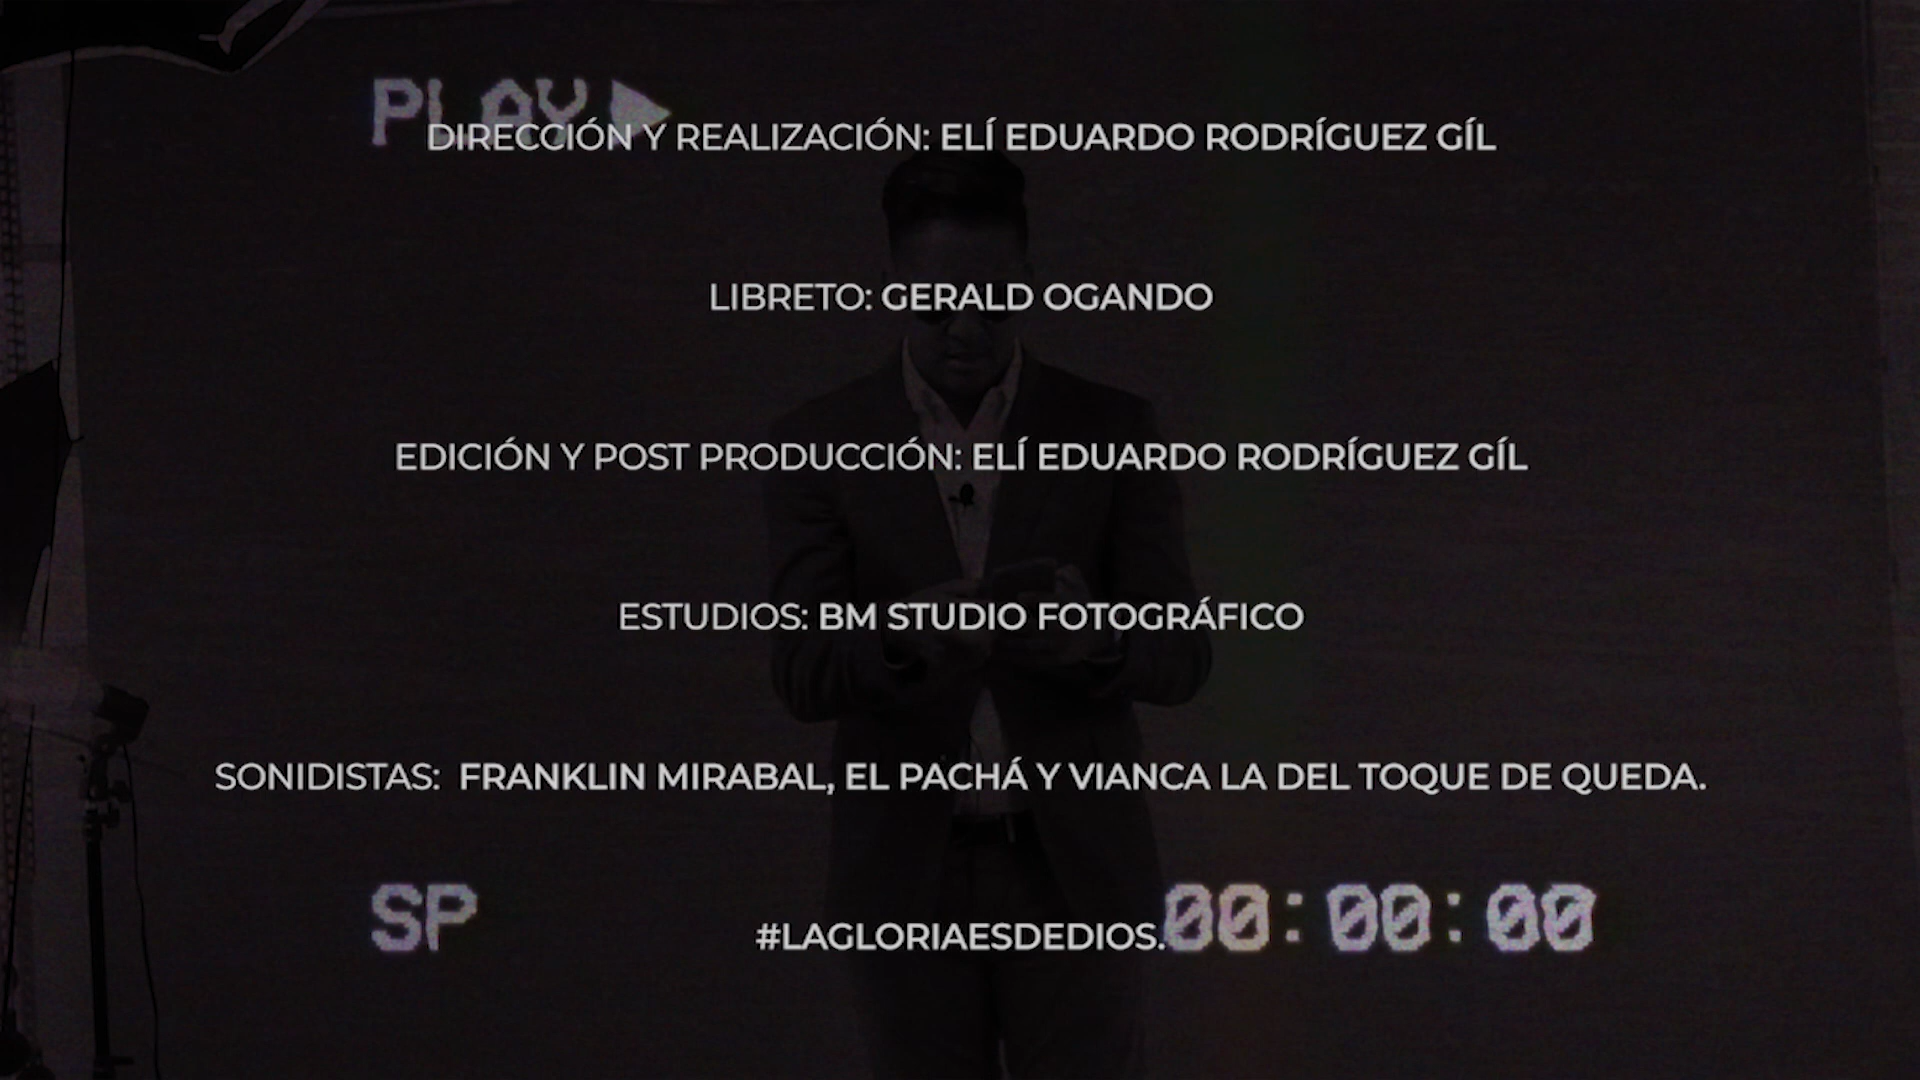 PLAY
DIRECCIÓN Y REALIZACIÓN: ELÍ EDUARDO RODRÍGUEZ GÍL
LIBRETO: GERALD OGANDO
EDICIÓN Y POST PRODUCCIÓN: ELÍ EDUARDO RODRÍGUEZ GÍL
ESTUDIOS: BM STUDIO FOTOGRÁFICO
SONIDISTAS: FRANKLIN MIRABAL, EL PACHÁ Y VIANCA LA DEL TOQUE DE QUEDA.
SP
#LAGLORIAESDEDIOS.
00:00:00